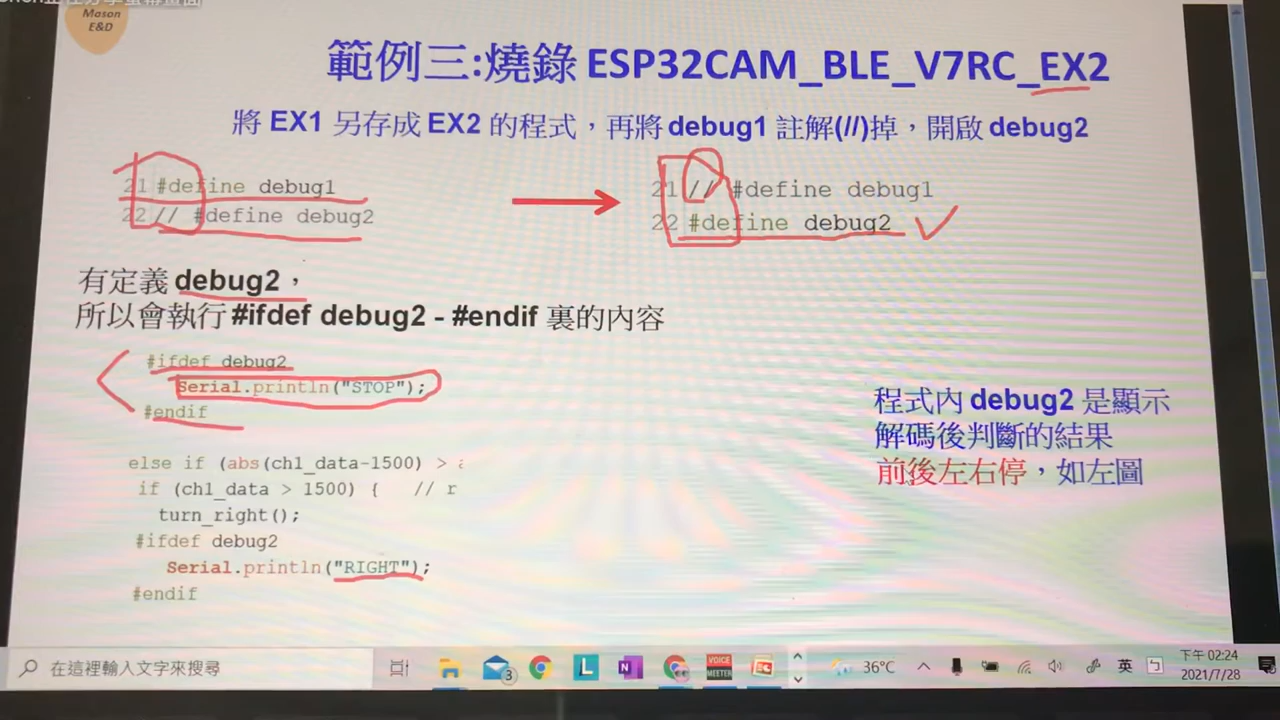 Mason
E&D
範例三:燒錄 ESP32CAM_BLE_V7RC_EX2
將 EX1 另存成 EX2 的程式，再將 debug1 註解(//)掉，開啟 debug2
21 #define debug1
22 // #define debug2
21 // #define debug1
22 #define debug2
有定義 debug2，
所以會執行 #ifdef debug2 - #endif 裏的內容
#ifdef debug2
Serial.println("STOP");
#endif
程式內 debug2 是顯示
解碼後判斷的結果
前後左右停，如左圖
else if (abs(ch1_data-1500) > a
if (ch1_data > 1500) { // r
turn_right();
#ifdef debug2
Serial.println("RIGHT");
#endif
在這裡輸入文字來搜尋
3
L
N
VOICE
MEETER
36°C
英
下午 02:24
2021/7/28